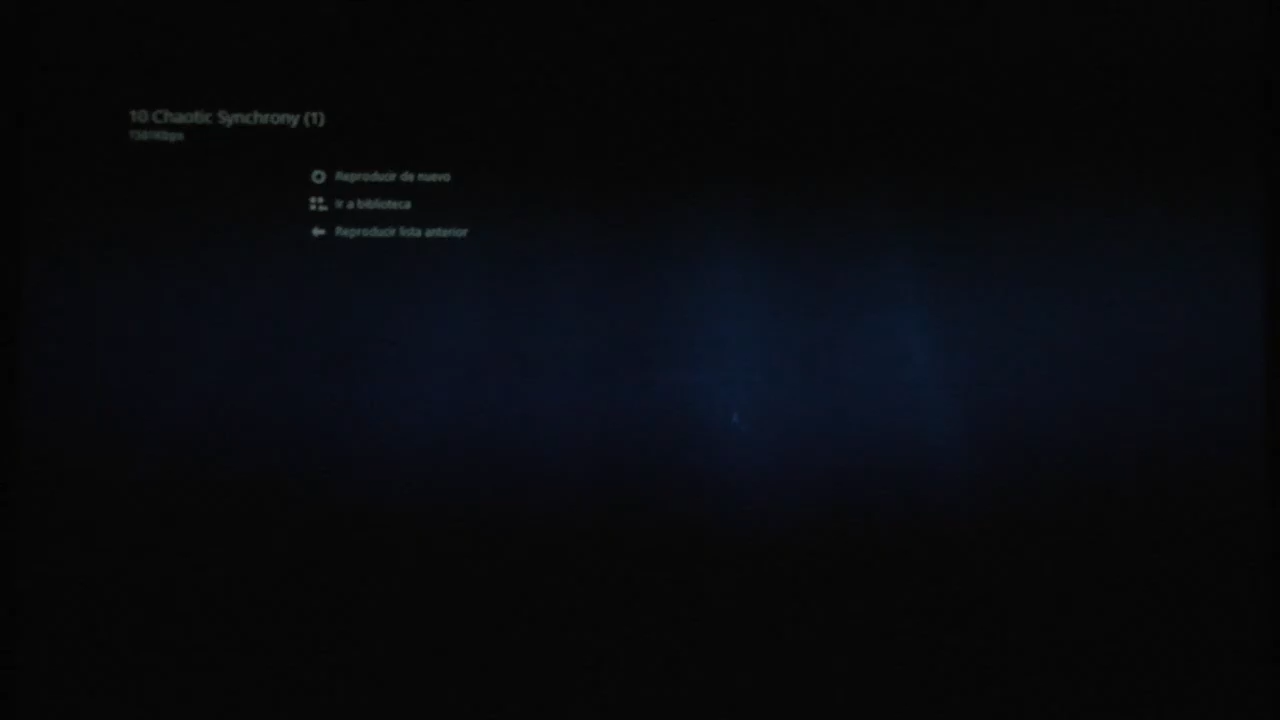 10 Chaotic Synchrony (1)
Reproducir de nuevo
Ir a biblioteca
Reproducir lista anterior